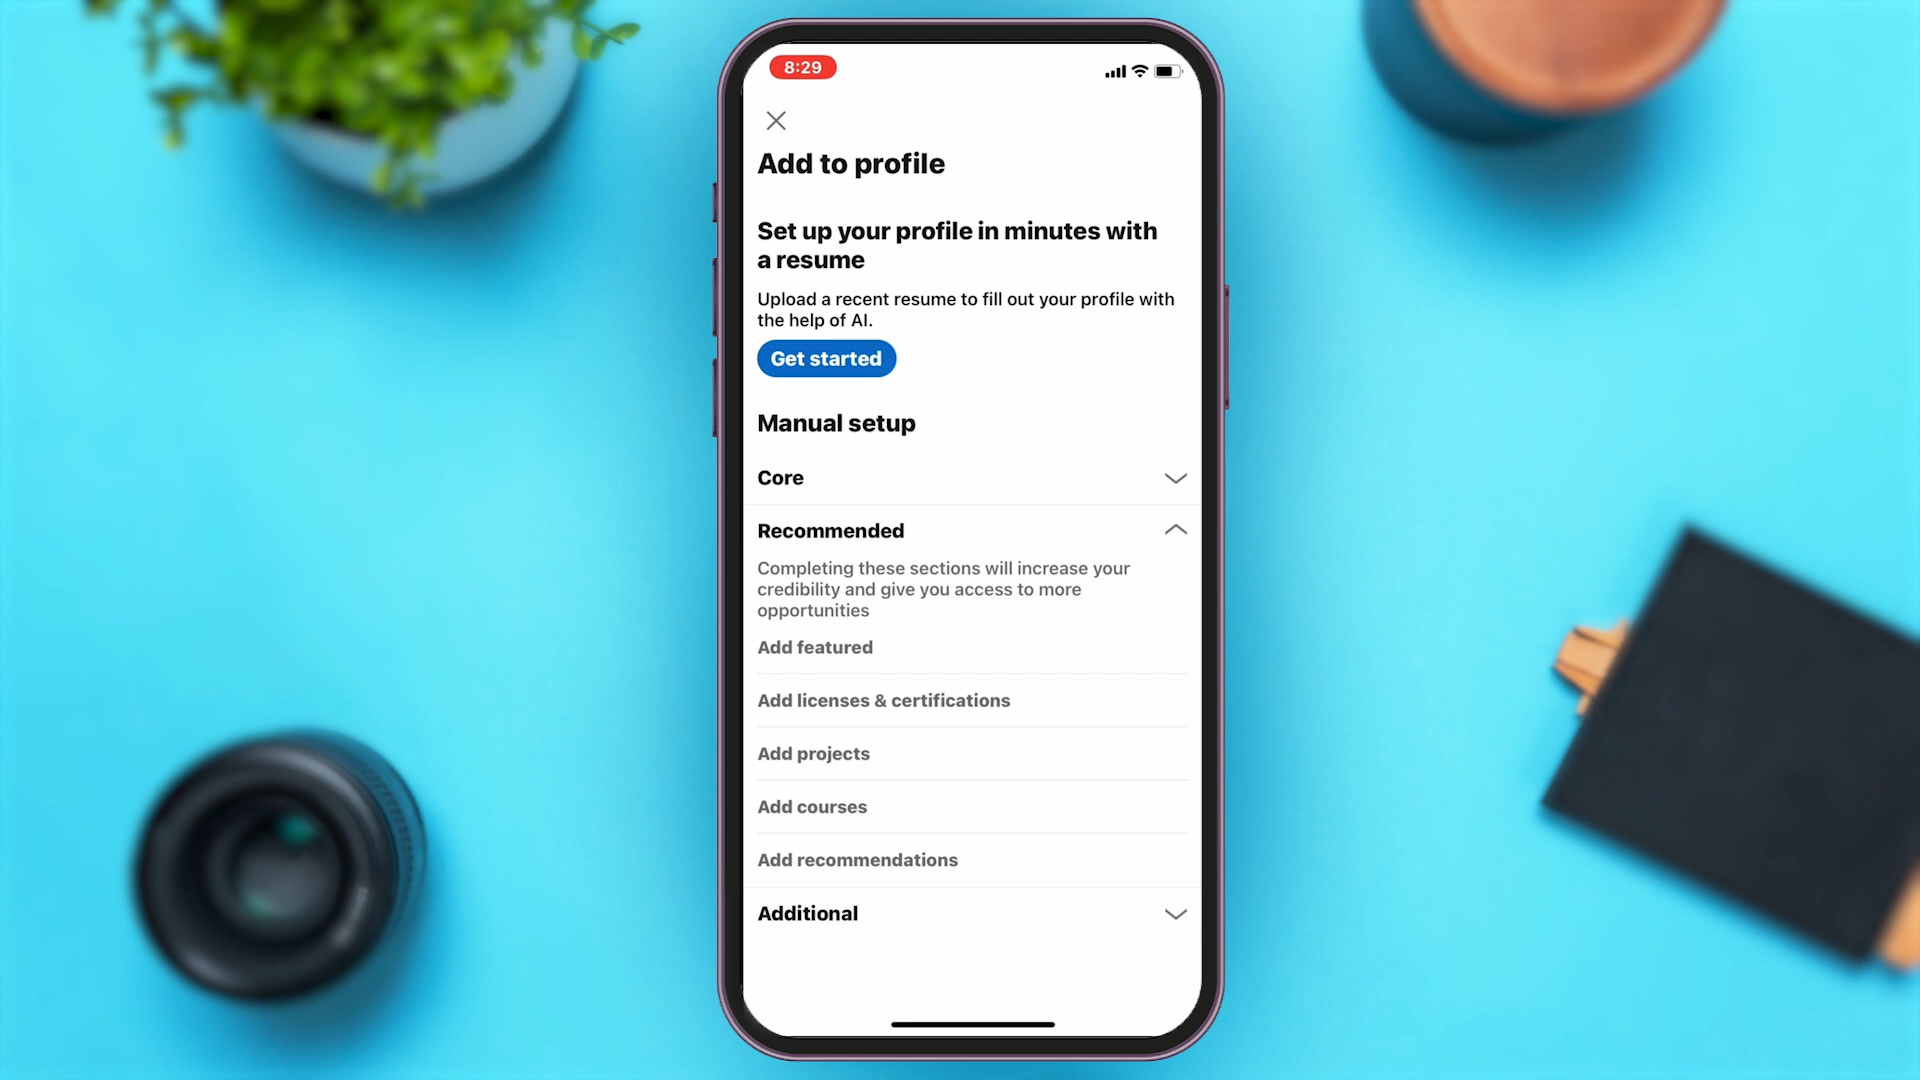 8:29
Add to profile
Set up your profile in minutes with
a resume
Upload a recent resume to fill out your profile with
the help of AI.
Get started
Manual setup
Core
Recommended
Completing these sections will increase your
credibility and give you access to more
opportunities
Add featured
Add licenses & certifications
Add projects
Add courses
Add recommendations
Additional